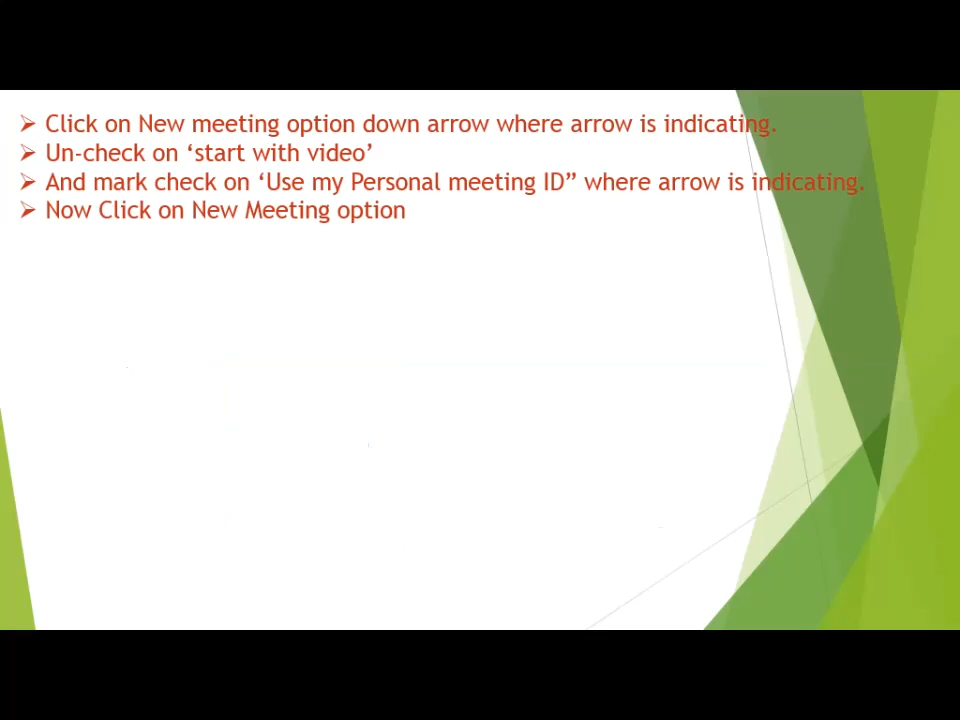 ➢ Click on New meeting option down arrow where arrow is indicating.
➢ Un-check on ‘start with video’
➢ And mark check on ‘Use my Personal meeting ID” where arrow is indicating.
➢ Now Click on New Meeting option